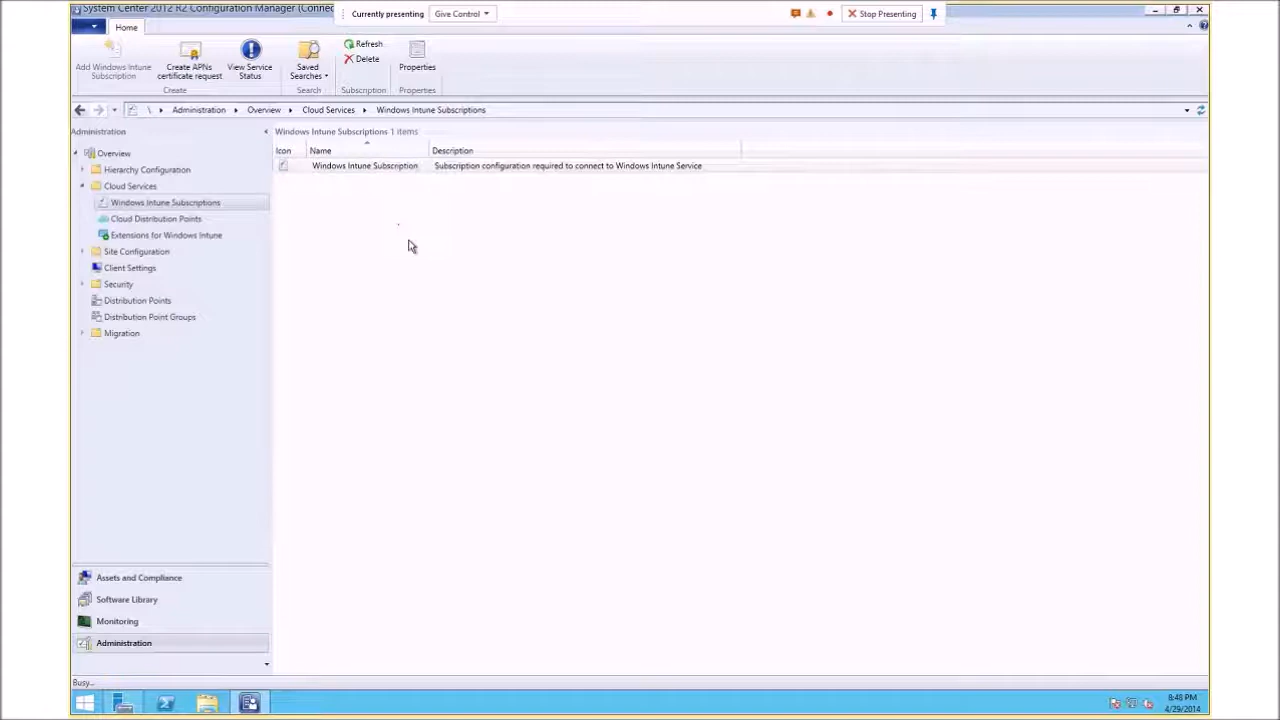 System Center 2012 R2 Configuration Manager (Connec
Currently presenting
Give Control
Stop Presenting
Home
Add Windows Intune
Subscription
Create APNs
certificate request
View Service
Status
Create
Saved
Searches
Search
Refresh
Delete
Subscription
Properties
Properties
\ Administration Overview Cloud Services Windows Intune Subscriptions
Administration
Overview
Hierarchy Configuration
Cloud Services
Windows Intune Subscriptions
Cloud Distribution Points
Extensions for Windows Intune
Site Configuration
Client Settings
Security
Distribution Points
Distribution Point Groups
Migration
Windows Intune Subscriptions 1 items
Icon Name Description
Windows Intune Subscription Subscription configuration required to connect to Windows Intune Service
Assets and Compliance
Software Library
Monitoring
Administration
Busy...
8:48 PM
4/29/2014